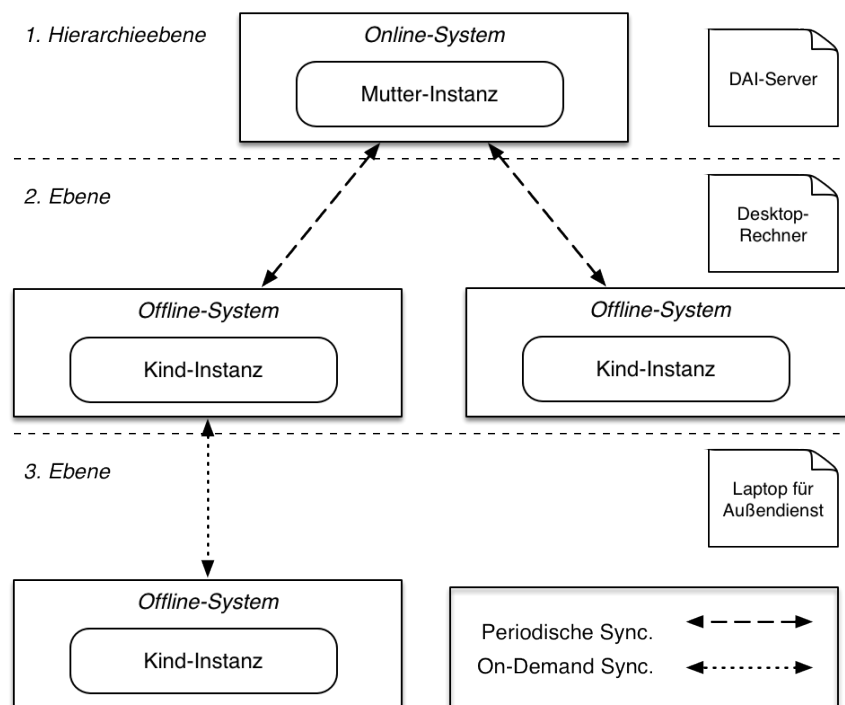 1. Hierarchieebene
Online-System
Mutter-Instanz
DAI-Server
2. Ebene
Desktop-
Rechner
Offline-System
Kind-Instanz
Offline-System
Kind-Instanz
3. Ebene
Laptop für
Außendienst
Offline-System
Kind-Instanz
Periodische Sync.
On-Demand Sync.